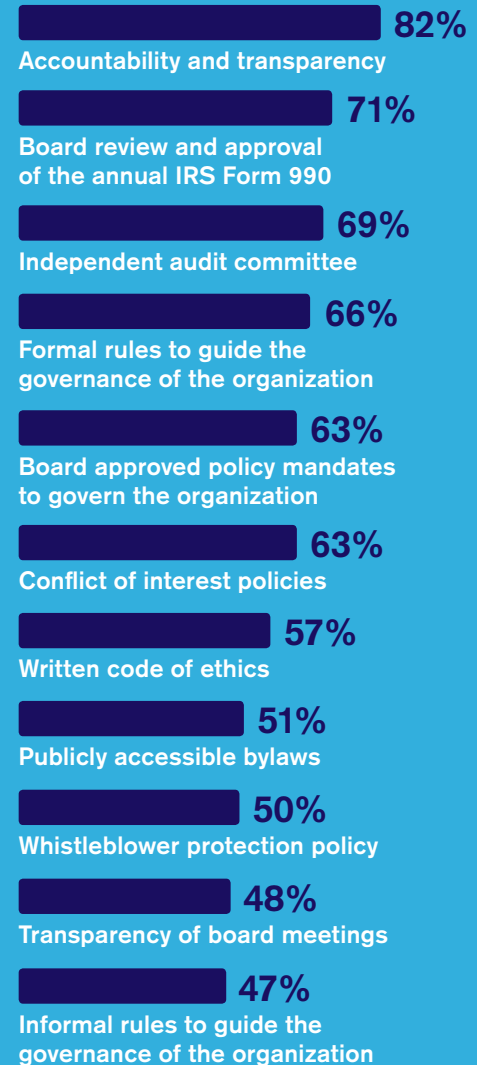 82%
Accountability and transparency
71%
Board review and approval
of the annual IRS Form 990
69%
Independent audit committee
66%
Formal rules to guide the
governance of the organization
63%
Board approved policy mandates
to govern the organization
63%
Conflict of interest policies
57%
Written code of ethics
51%
Publicly accessible bylaws
50%
Whistleblower protection policy
48%
Transparency of board meetings
47%
Informal rules to guide the
governance of the organization